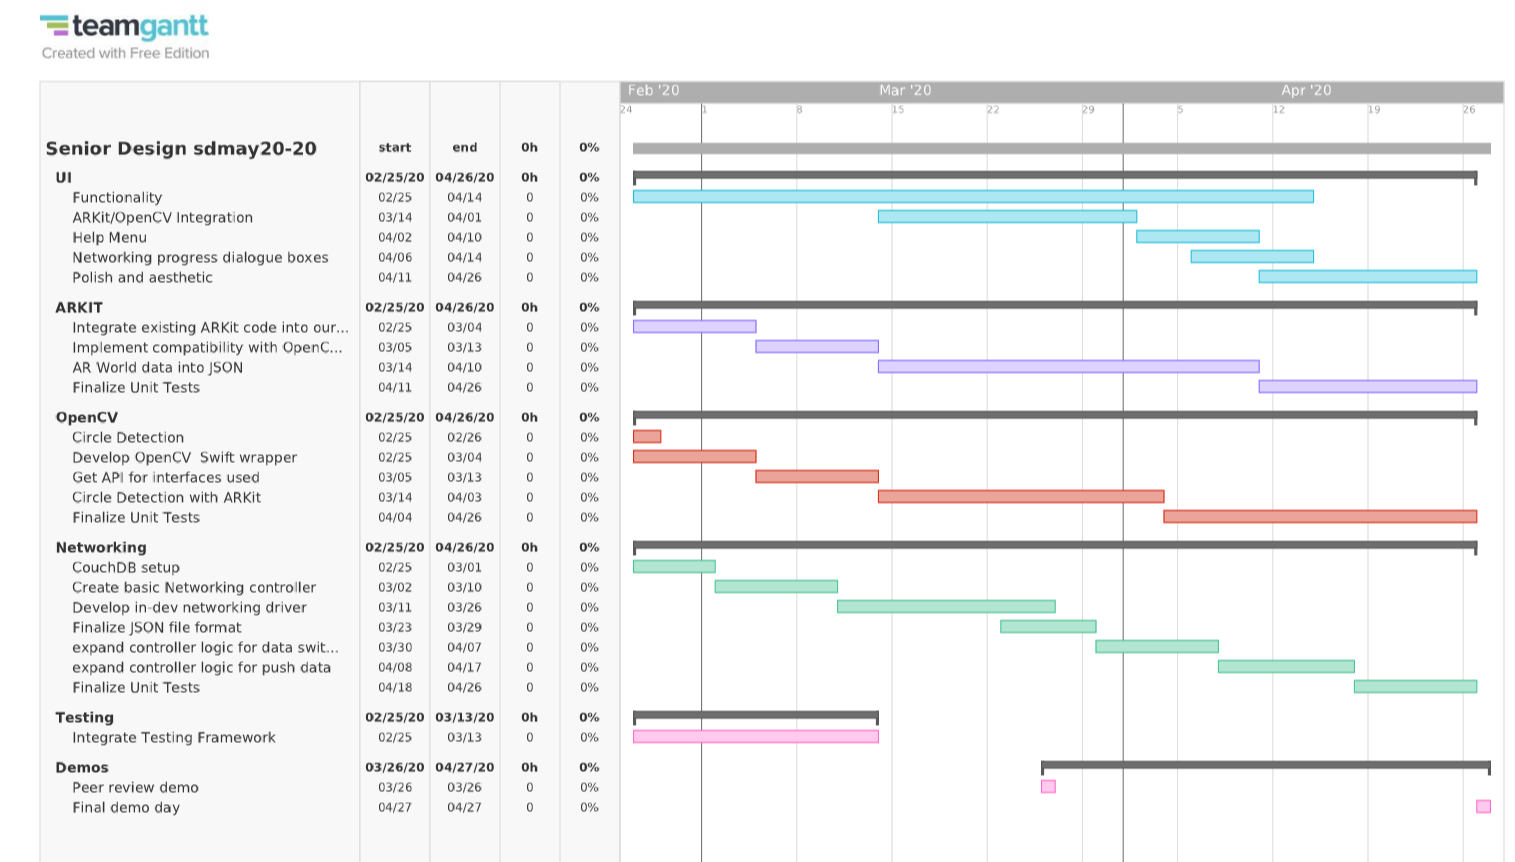 teamgantt
Created with Free Edition
Feb '20 Mar '20 Apr '20
24 1 8 15 22 29 5 12 19 26
Senior Design sdmay20-20 start end 0h 0%
UI 02/25/20 04/26/20 0h 0%
Functionality 02/25 04/14 0 0%
ARKit/OpenCV Integration 03/14 04/01 0 0%
Help Menu 04/02 04/10 0 0%
Networking progress dialogue boxes 04/06 04/14 0 0%
Polish and aesthetic 04/11 04/26 0 0%
ARKIT 02/25/20 04/26/20 0h 0%
Integrate existing ARKit code into our... 02/25 03/04 0 0%
Implement compatibility with OpenC... 03/05 03/13 0 0%
AR World data into JSON 03/14 04/10 0 0%
Finalize Unit Tests 04/11 04/26 0 0%
OpenCV 02/25/20 04/26/20 0h 0%
Circle Detection 02/25 02/26 0 0%
Develop OpenCV Swift wrapper 02/25 03/04 0 0%
Get API for interfaces used 03/05 03/13 0 0%
Circle Detection with ARKit 03/14 04/03 0 0%
Finalize Unit Tests 04/04 04/26 0 0%
Networking 02/25/20 04/26/20 0h 0%
CouchDB setup 02/25 03/01 0 0%
Create basic Networking controller 03/02 03/10 0 0%
Develop in-dev networking driver 03/11 03/26 0 0%
Finalize JSON file format 03/23 03/29 0 0%
expand controller logic for data swit... 03/30 04/07 0 0%
expand controller logic for push data 04/08 04/17 0 0%
Finalize Unit Tests 04/18 04/26 0 0%
Testing 02/25/20 03/13/20 0h 0%
Integrate Testing Framework 02/25 03/13 0 0%
Demos 03/26/20 04/27/20 0h 0%
Peer review demo 03/26 03/26 0 0%
Final demo day 04/27 04/27 0 0%